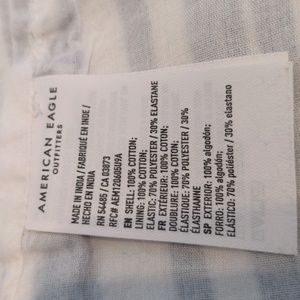 AMERICAN EAGLE
OUTFITTERS
MADE IN INDIA / FABRIQUÉ EN INDE /
HECHO EN INDIA
RN 54485 / CA 03873
RFC# AEM1206085U9A
EN SHELL: 100% COTTON;
LINING: 100% COTTON;
ELASTIC: 70% POLYESTER / 30% ELASTANE
FR EXTÉRIEUR: 100% COTON;
DOUBLURE: 100% COTON;
ÉLASTIQUE: 70% POLYESTER / 30%
ÉLASTHANNE
SP EXTERIOR: 100% algodón;
FORRO: 100% algodón;
ELÁSTICO: 70% poliéster / 30% elastano